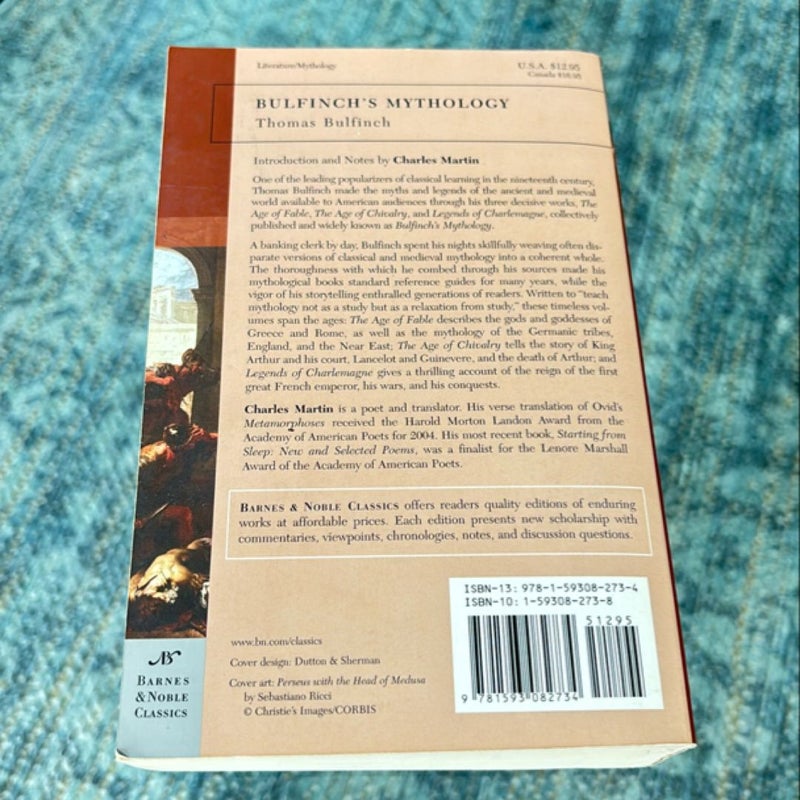 Literature/Mythology
U.S.A. $12.95
Canada $16.95
BULFINCH'S MYTHOLOGY
Thomas Bulfinch
Introduction and Notes by Charles Martin
One of the leading popularizers of classical learning in the nineteenth century,
Thomas Bulfinch made the myths and legends of the ancient and medieval
world available to American audiences through his three decisive works, The
Age of Fable, The Age of Chivalry, and Legends of Charlemagne, collectively
published and widely known as Bulfinch's Mythology.
A banking clerk by day, Bulfinch spent his nights skillfully weaving often dis-
parate versions of classical and medieval mythology into a coherent whole.
The thoroughness with which he combed through his sources made his
mythological books standard reference guides for many years, while the
vigor of his storytelling enthralled generations of readers. Written to "teach
mythology not as a study but as a relaxation from study," these timeless vol-
umes span the ages: The Age of Fable describes the gods and goddesses of
Greece and Rome, as well as the mythology of the Germanic tribes,
England, and the Near East; The Age of Chivalry tells the story of King
Arthur and his court, Lancelot and Guinevere, and the death of Arthur; and
Legends of Charlemagne gives a thrilling account of the reign of the first
great French emperor, his wars, and his conquests.
Charles Martin is a poet and translator. His verse translation of Ovid's
Metamorphoses received the Harold Morton Landon Award from the
Academy of American Poets for 2004. His most recent book, Starting from
Sleep: New and Selected Poems, was a finalist for the Lenore Marshall
Award of the Academy of American Poets.
BARNES & NOBLE CLASSICS offers readers quality editions of enduring
works at affordable prices. Each edition presents new scholarship with
commentaries, viewpoints, chronologies, notes, and discussion questions.
ISBN-13: 978-1-59308-273-4
ISBN-10: 1-59308-273-8
51295
9 781593 082734
www.bn.com/classics
Cover design: Dutton & Sherman
Cover art: Perseus with the Head of Medusa
by Sebastiano Ricci
© Christie's Images/CORBIS
BARNES
& NOBLE
CLASSICS